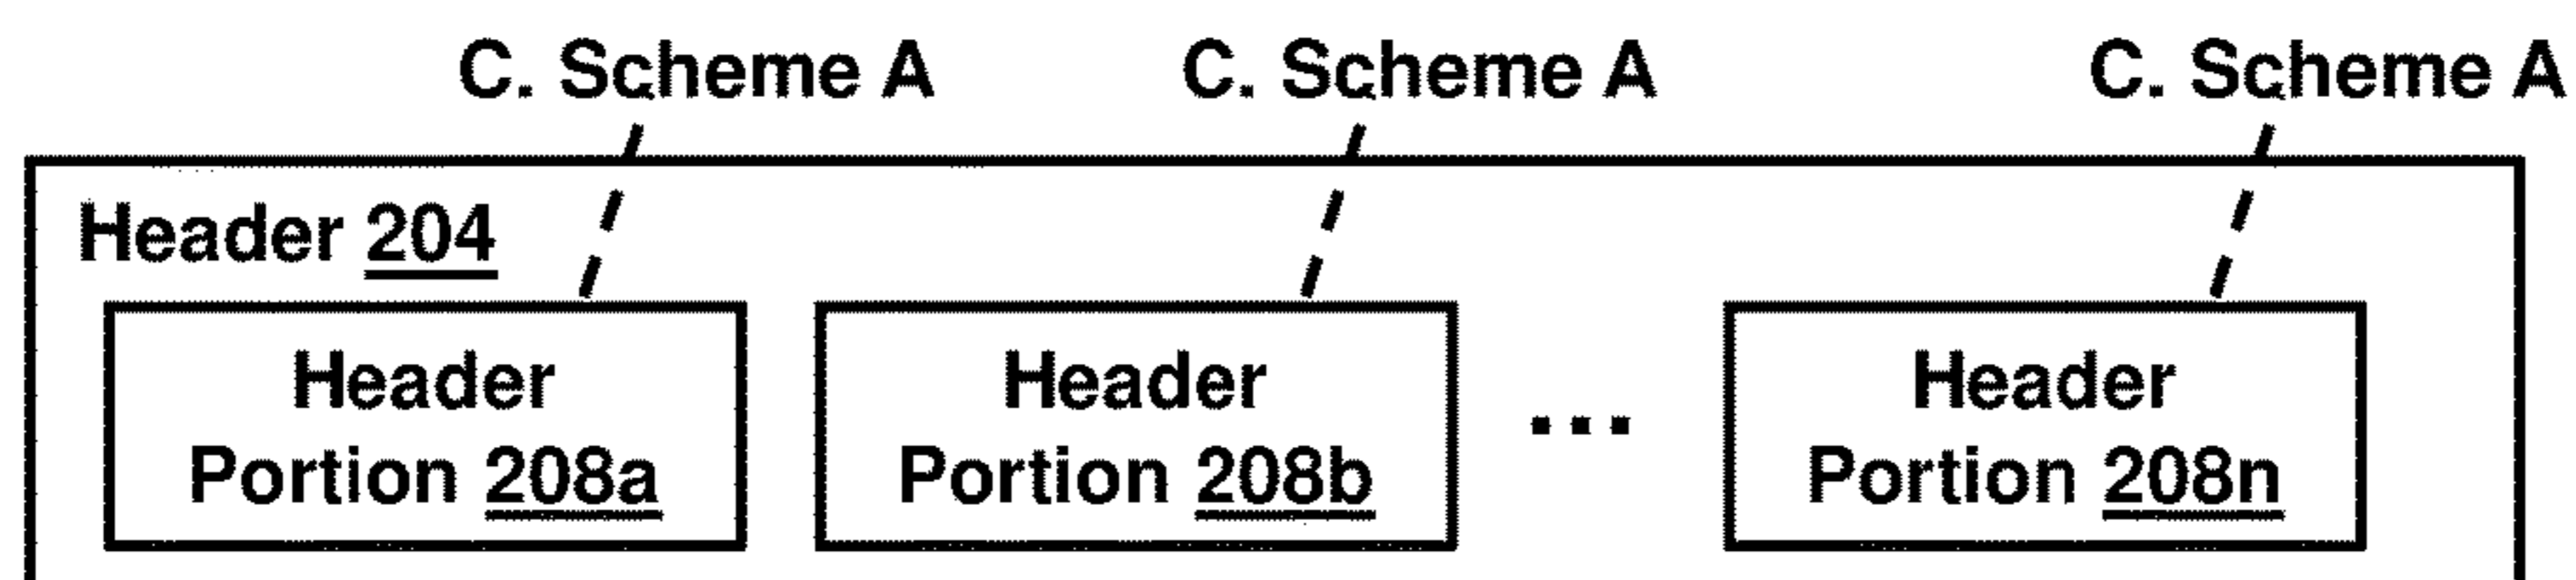 C. Scheme A C. Scheme A C. Scheme A
Header 204
Header
Portion 208a
Header
Portion 208b
...
Header
Portion 208n